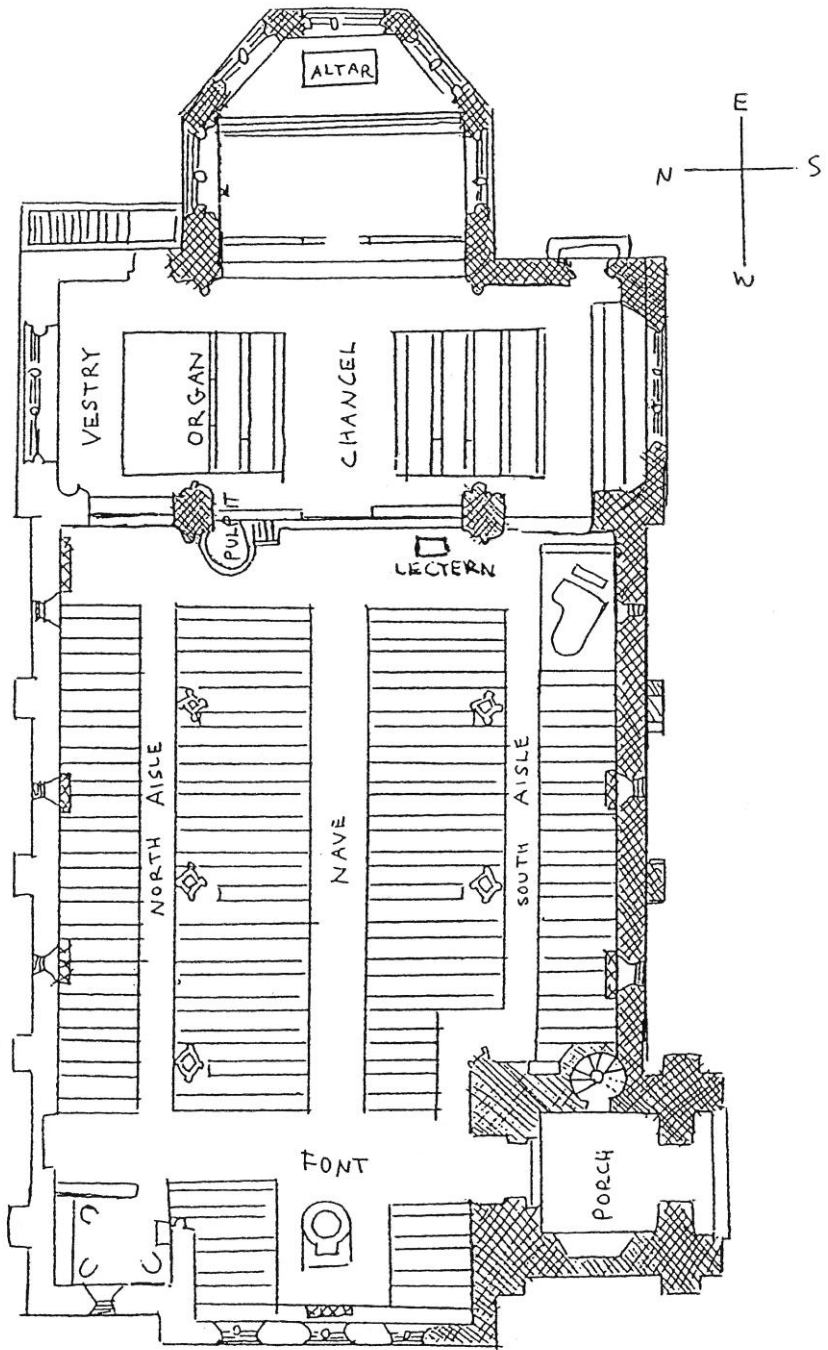 ALTAR
E
N
S
W
VESTRY
ORGAN
CHANCEL
PULPIT
LECTERN
NORTH AISLE
NAVE
SOUTH AISLE
FONT
PORCH